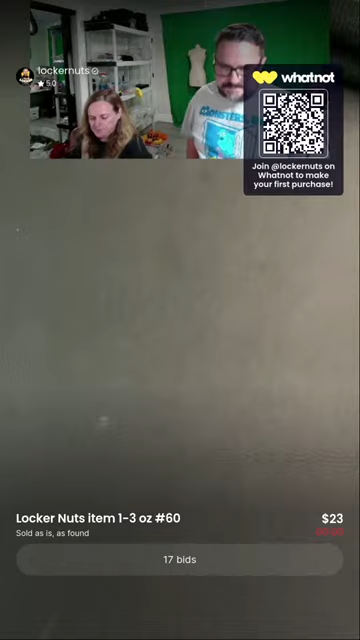 lockernuts
5.0
whatnot
Join @lockernuts on
Whatnot to make
your first purchase!
Locker Nuts item 1-3 oz #60
$23
Sold as is, as found
17 bids